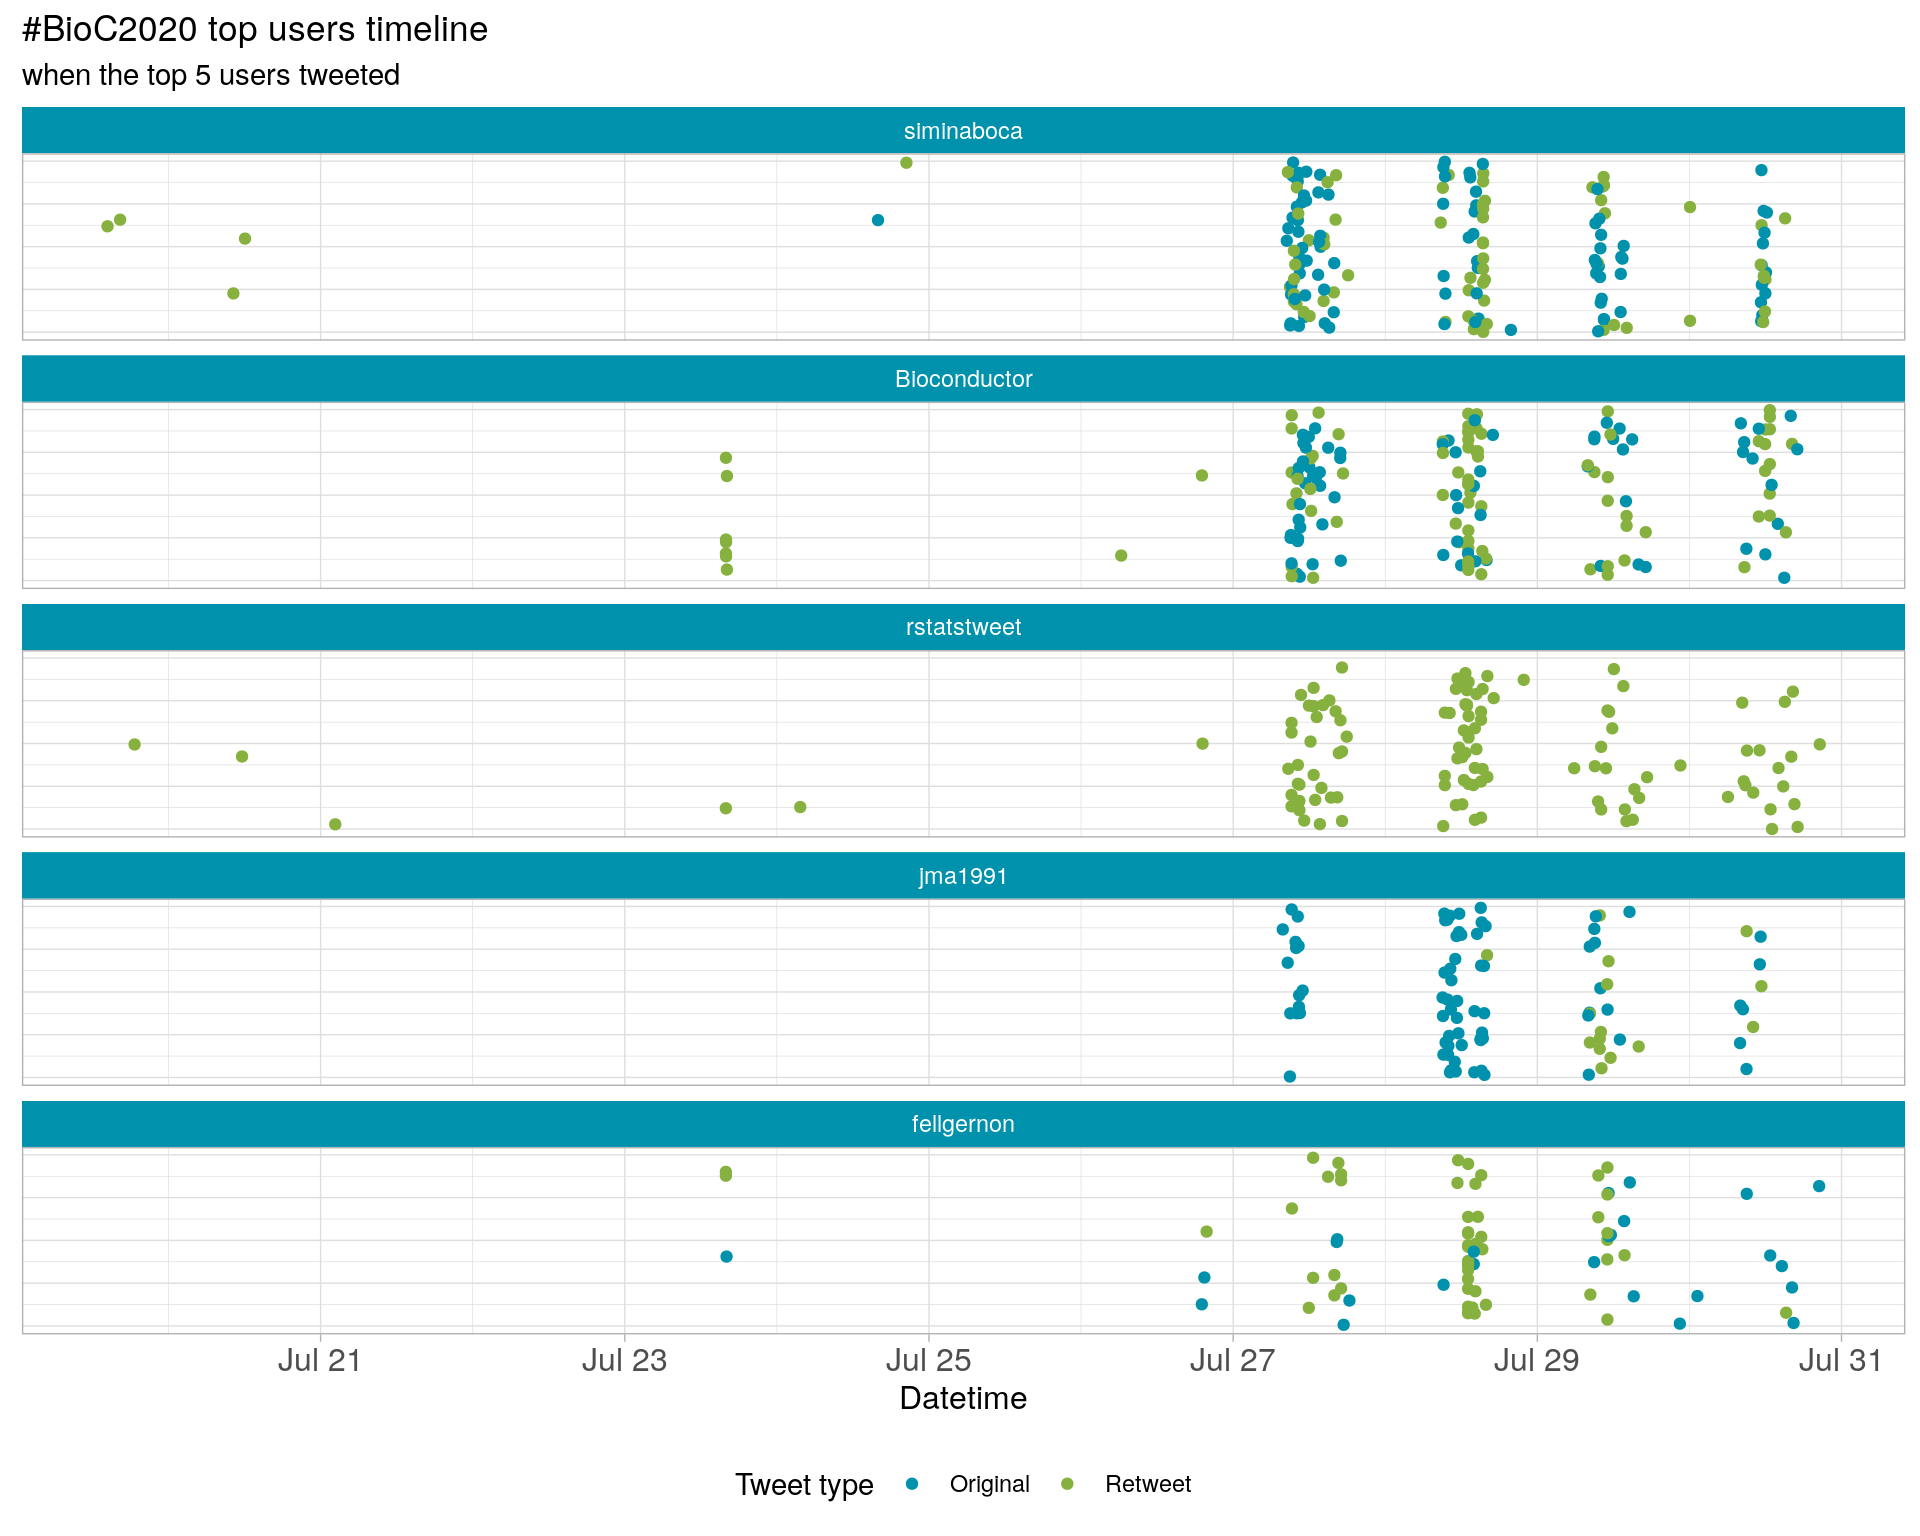 #BioC2020 top users timeline
when the top 5 users tweeted
siminaboca
Bioconductor
rstatstweet
jma1991
fellgernon
Jul 21 Jul 23 Jul 25 Jul 27 Jul 29 Jul 31
Datetime
Tweet type Original Retweet